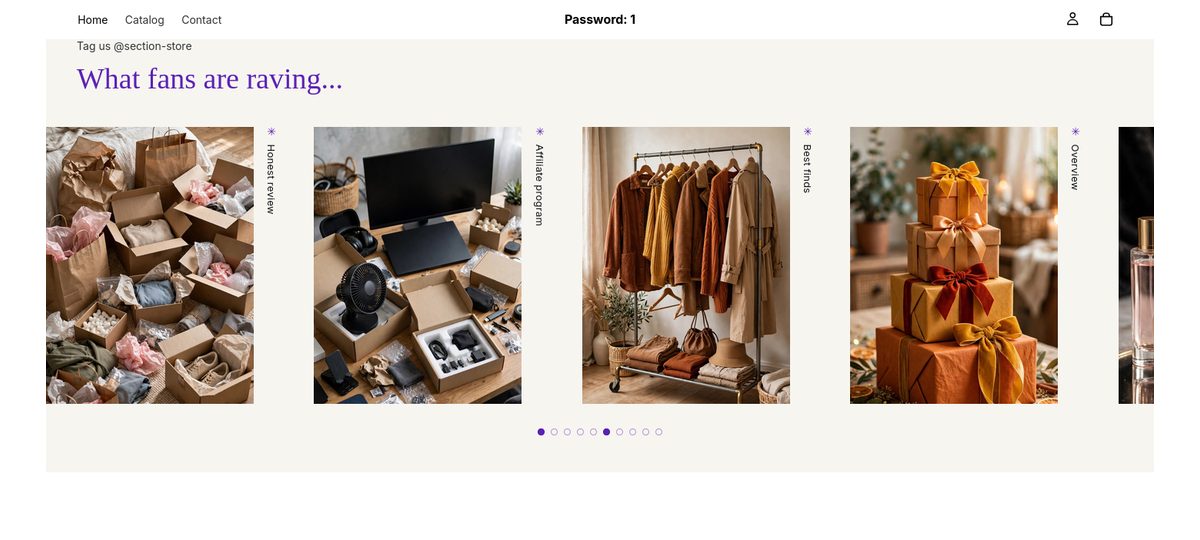 Home Catalog Contact
Password: 1
Tag us @section-store
What fans are raving...
✳ Honest review
✳ Affiliate program
✳ Best finds
✳ Overview